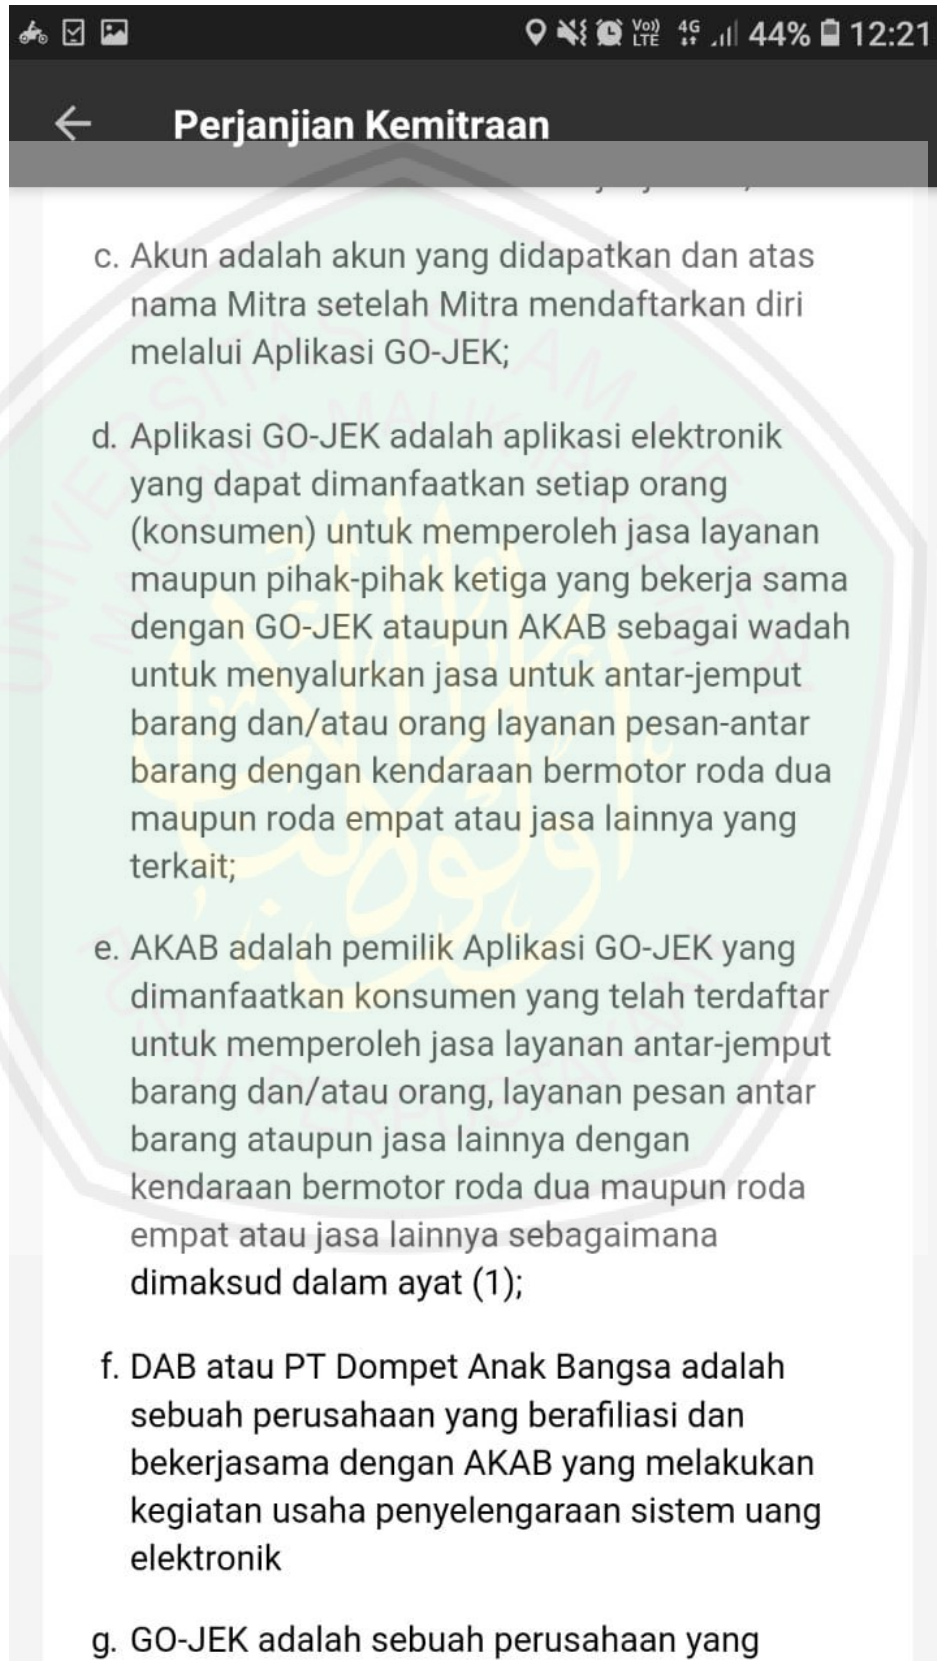 Vo)) LTE 4G 44% 12:21
Perjanjian Kemitraan
c. Akun adalah akun yang didapatkan dan atas
nama Mitra setelah Mitra mendaftarkan diri
melalui Aplikasi GO-JEK;
d. Aplikasi GO-JEK adalah aplikasi elektronik
yang dapat dimanfaatkan setiap orang
(konsumen) untuk memperoleh jasa layanan
maupun pihak-pihak ketiga yang bekerja sama
dengan GO-JEK ataupun AKAB sebagai wadah
untuk menyalurkan jasa untuk antar-jemput
barang dan/atau orang layanan pesan-antar
barang dengan kendaraan bermotor roda dua
maupun roda empat atau jasa lainnya yang
terkait;
e. AKAB adalah pemilik Aplikasi GO-JEK yang
dimanfaatkan konsumen yang telah terdaftar
untuk memperoleh jasa layanan antar-jemput
barang dan/atau orang, layanan pesan antar
barang ataupun jasa lainnya dengan
kendaraan bermotor roda dua maupun roda
empat atau jasa lainnya sebagaimana
dimaksud dalam ayat (1);
f. DAB atau PT Dompet Anak Bangsa adalah
sebuah perusahaan yang berafiliasi dan
bekerjasama dengan AKAB yang melakukan
kegiatan usaha penyelengaraan sistem uang
elektronik
g. GO-JEK adalah sebuah perusahaan yang